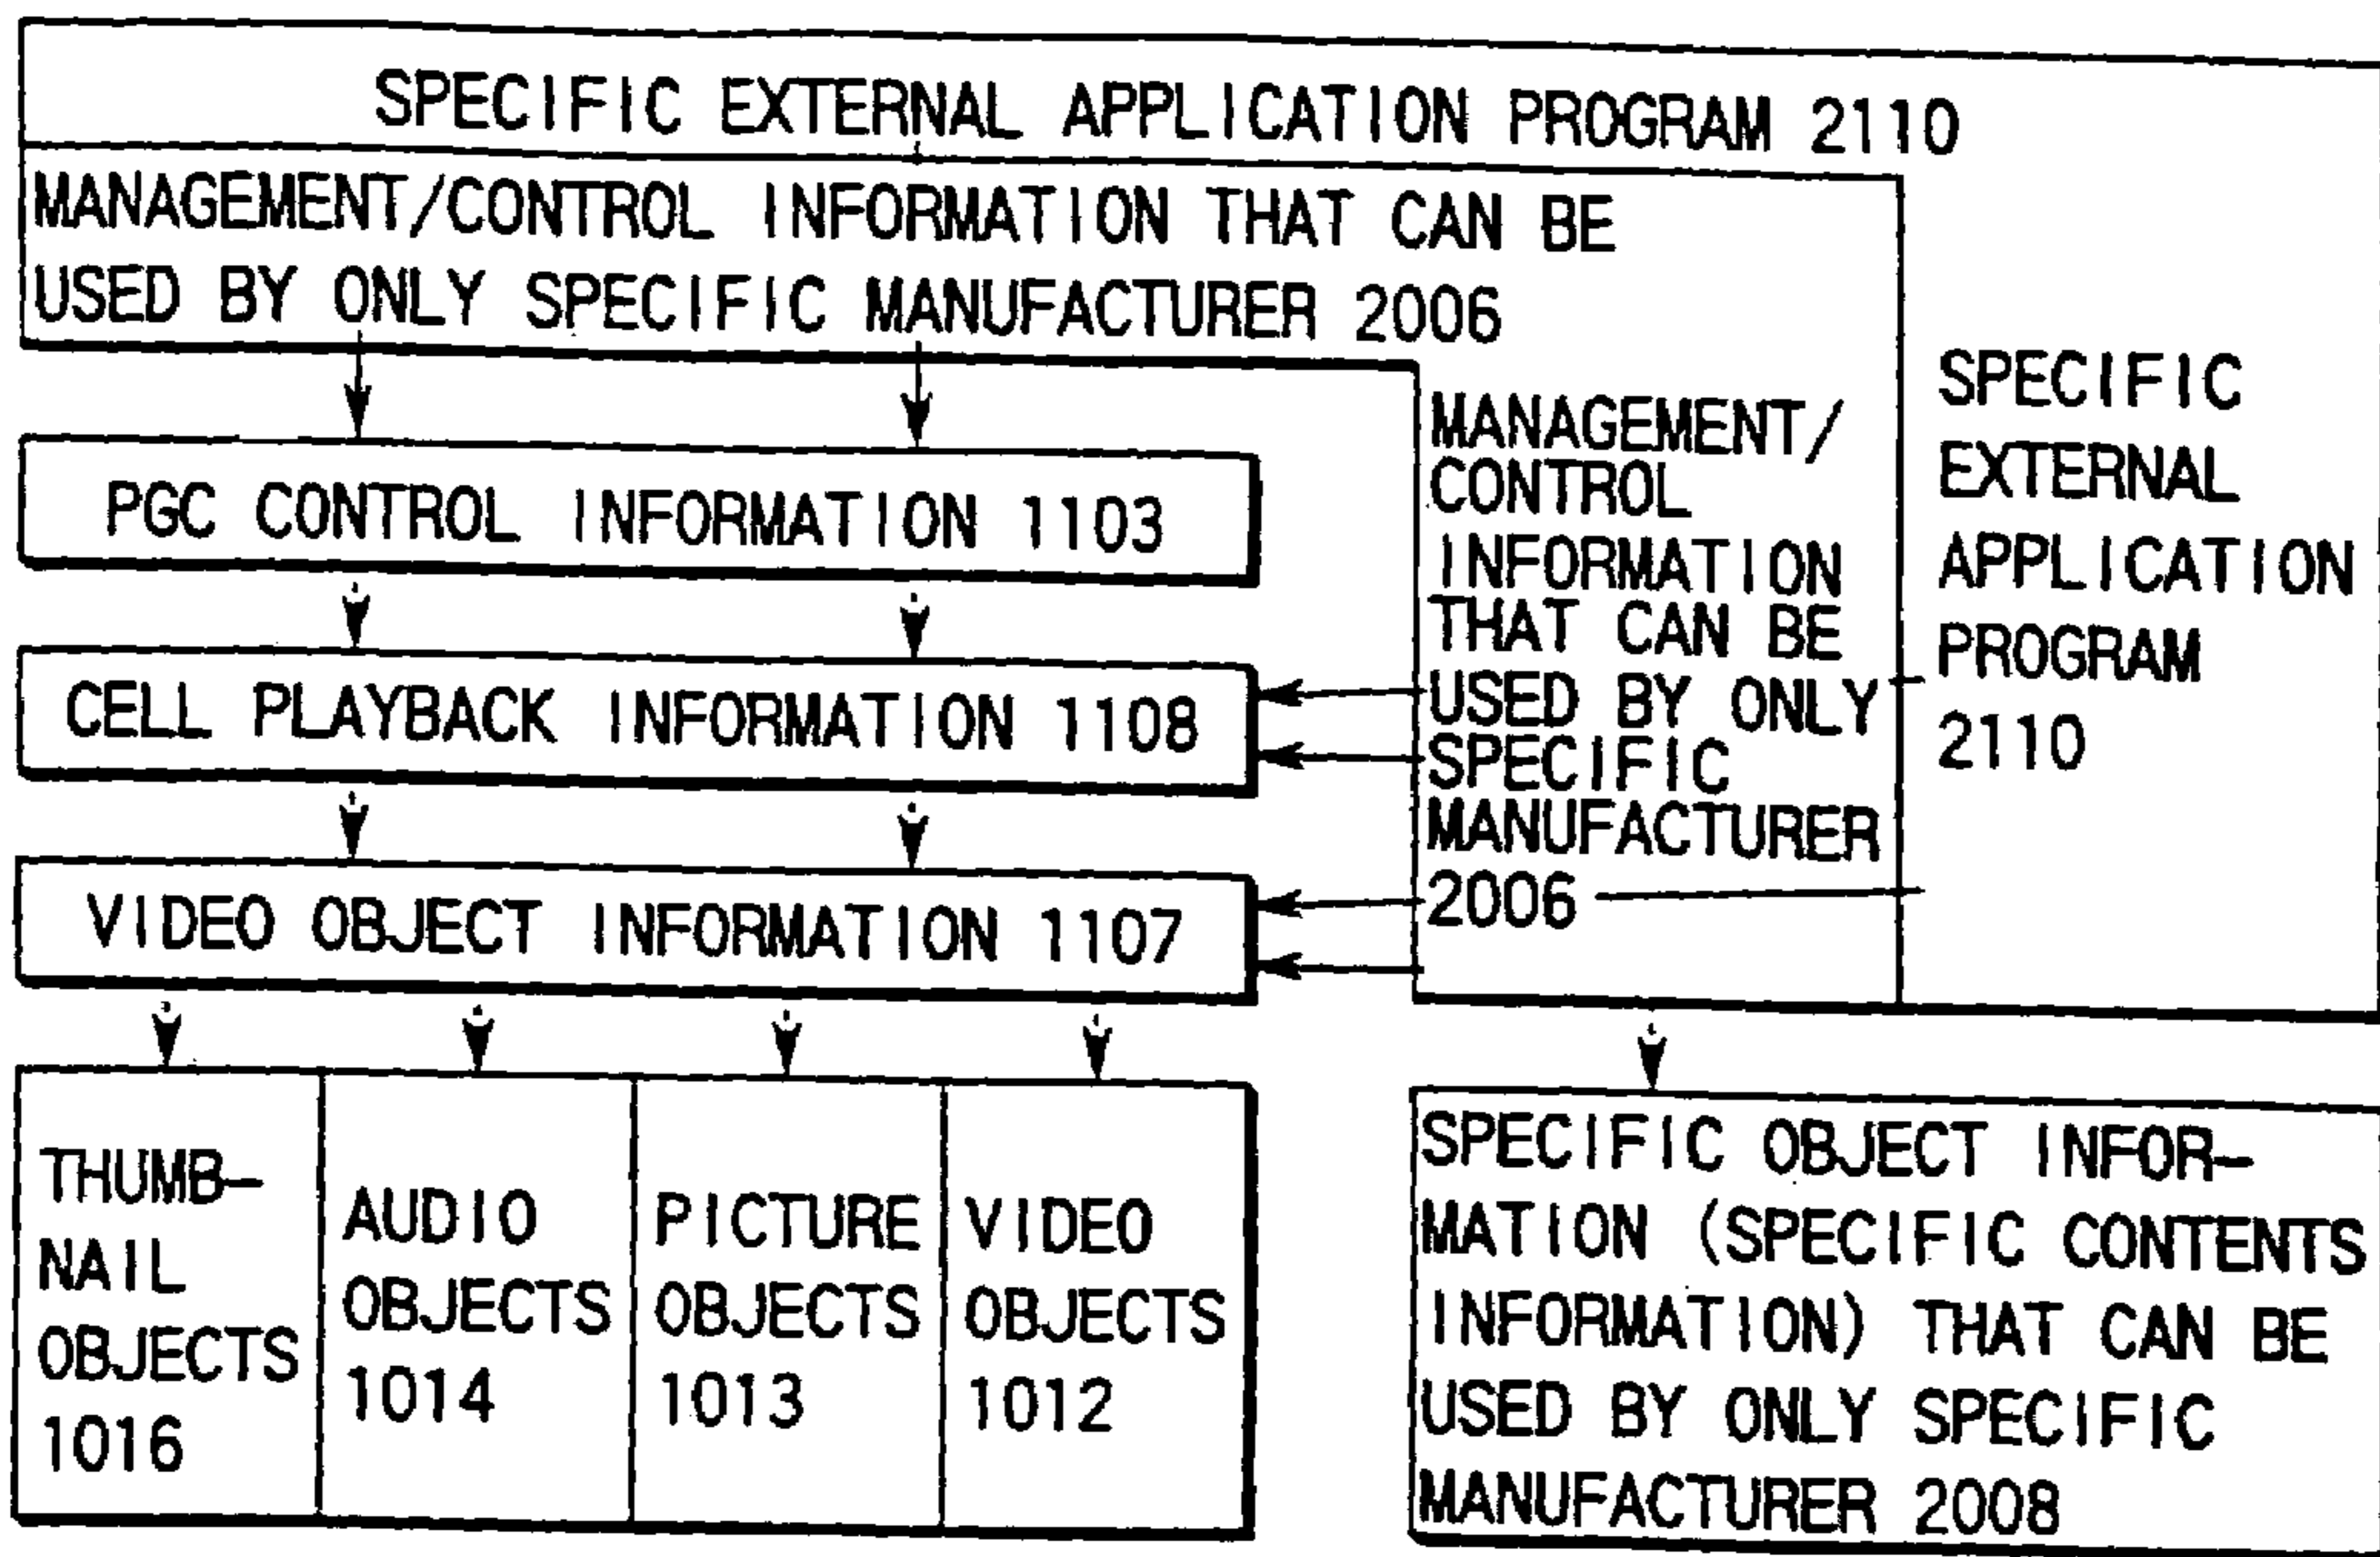 SPECIFIC EXTERNAL APPLICATION PROGRAM 2110
MANAGEMENT/CONTROL INFORMATION THAT CAN BE
USED BY ONLY SPECIFIC MANUFACTURER 2006
PGC CONTROL INFORMATION 1103
CELL PLAYBACK INFORMATION 1108
VIDEO OBJECT INFORMATION 1107
MANAGEMENT/
CONTROL
INFORMATION
THAT CAN BE
USED BY ONLY
SPECIFIC
MANUFACTURER
2006
SPECIFIC
EXTERNAL
APPLICATION
PROGRAM
2110
THUMB-
NAIL
OBJECTS
1016
AUDIO
OBJECTS
1014
PICTURE
OBJECTS
1013
VIDEO
OBJECTS
1012
SPECIFIC OBJECT INFOR-
MATION (SPECIFIC CONTENTS
INFORMATION) THAT CAN BE
USED BY ONLY SPECIFIC
MANUFACTURER 2008